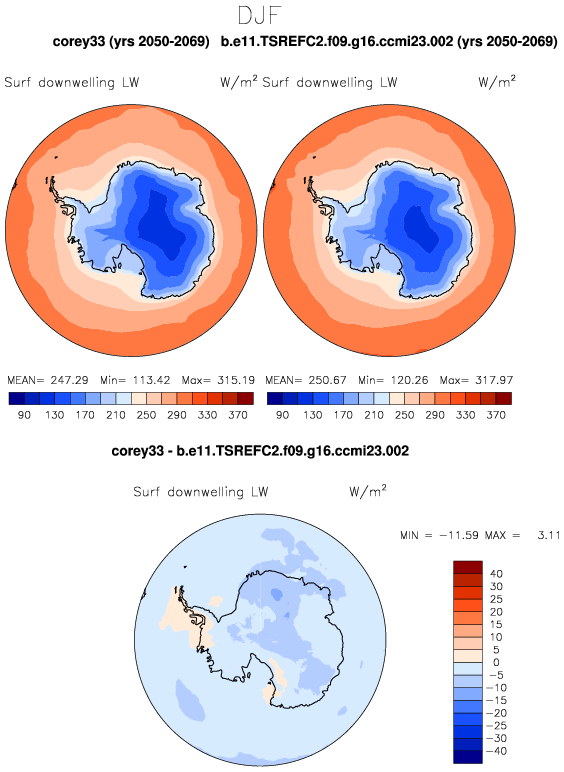 DJF
corey33 (yrs 2050-2069) b.e11.TSREFC2.f09.g16.ccmi23.002 (yrs 2050-2069)
Surf downwelling LW W/m² Surf downwelling LW W/m²
MEAN= 247.29 Min= 113.42 Max= 315.19 MEAN= 250.67 Min= 120.26 Max= 317.97
90 130 170 210 250 290 330 370 90 130 170 210 250 290 330 370
corey33 - b.e11.TSREFC2.f09.g16.ccmi23.002
Surf downwelling LW W/m²
MIN = -11.59 MAX = 3.11
40
30
25
20
15
10
5
0
-5
-10
-15
-20
-25
-30
-40